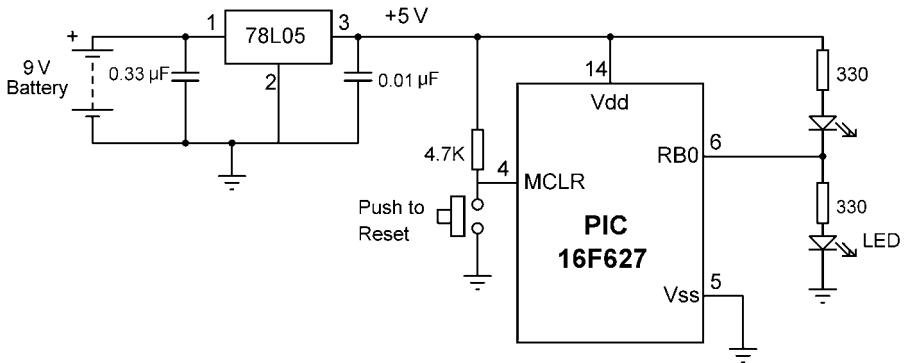 +
9 V
Battery
0.33 µF
1
78L05
3
2
+5 V
0.01 µF
4.7K
Push to
Reset
4
MCLR
14
Vdd
PIC
16F627
RB0
6
Vss
5
330
330
LED